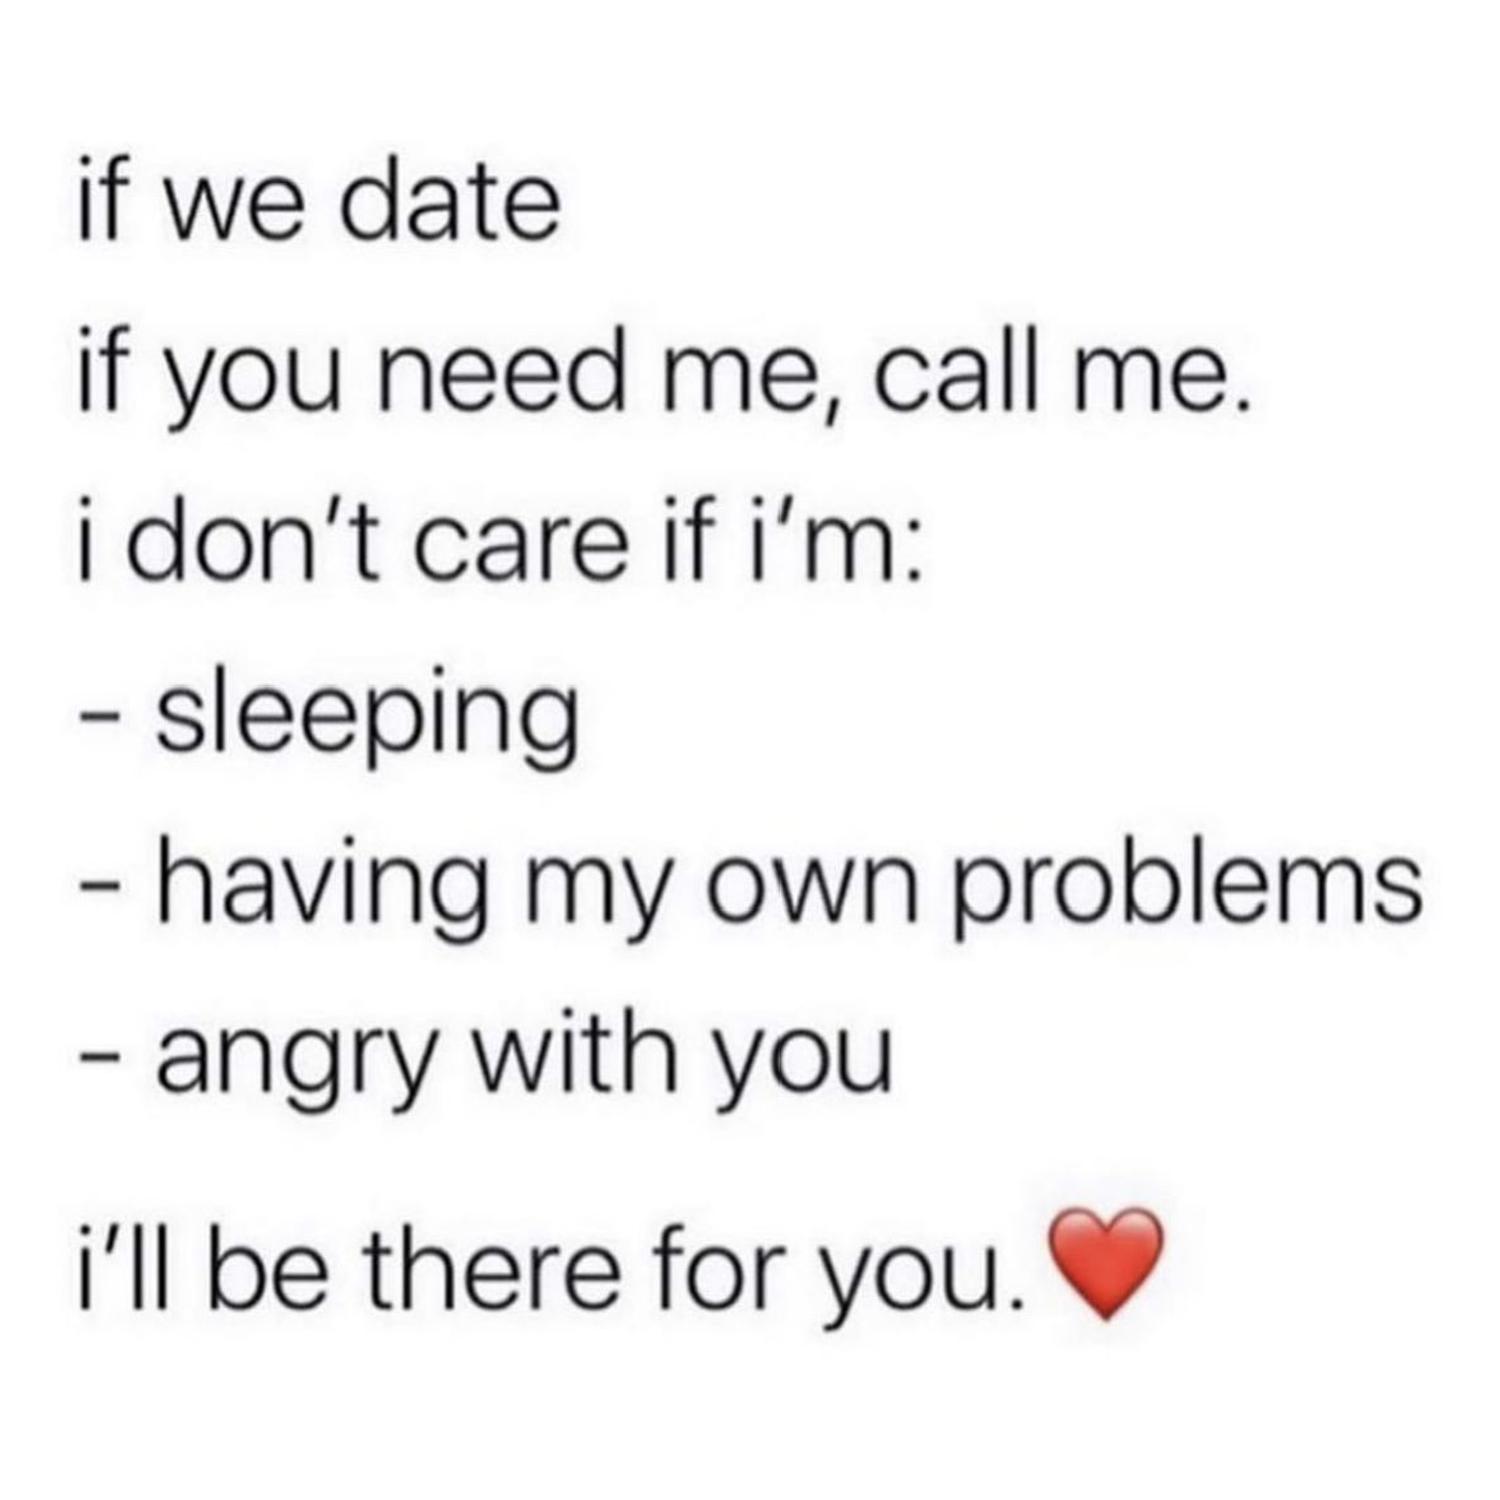 if we date
if you need me, call me.
i don’t care if i’m:
– sleeping
– having my own problems
– angry with you
i’ll be there for you.❤️